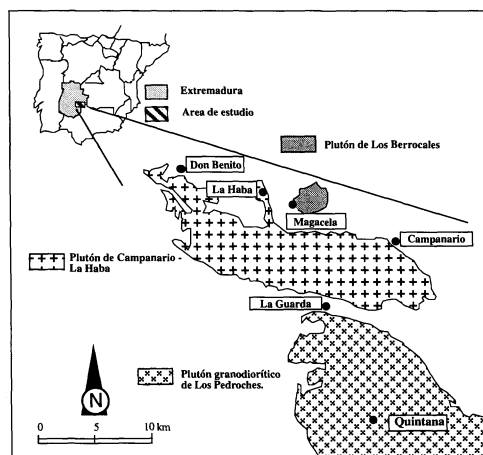 Extremadura
Area de estudio
Plutón de Los Berrocales
Don Benito
La Haba
Magacela
Campanario
Plutón de Campanario -
La Haba
La Guarda
Plutón granodiorítico
de Los Pedroches.
N
Quintana
0 5 10 km